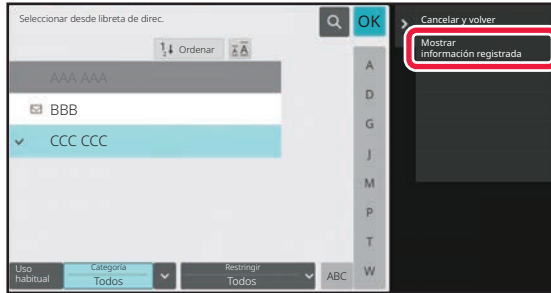 Seleccionar desde libreta de direc.
OK
Ordenar
AAA AAA
BBB
CCC CCC
A
D
G
J
M
P
T
W
Uso
habitual
Categoría
Todos
Restringir
Todos
ABC
Cancelar y volver
Mostrar
información registrada